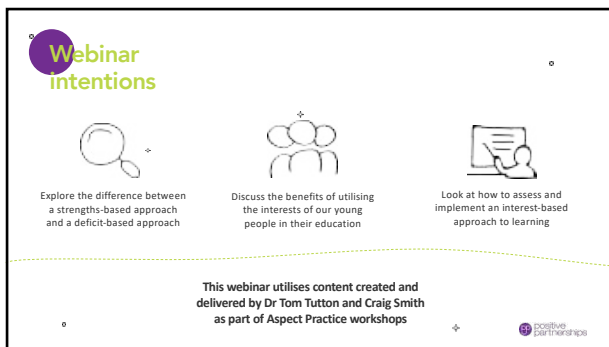 Webinar
intentions
Explore the difference between
a strengths-based approach
and a deficit-based approach
Discuss the benefits of utilising
the interests of our young
people in their education
Look at how to assess and
implement an interest-based
approach to learning
This webinar utilises content created and
delivered by Dr Tom Tutton and Craig Smith
as part of Aspect Practice workshops
positive
partnerships